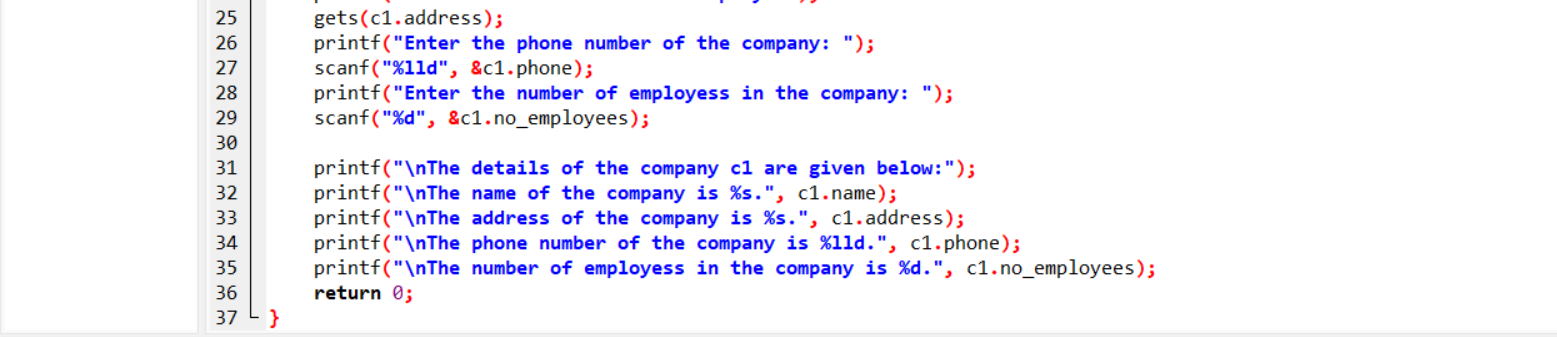 25 gets(c1.address);
26 printf("Enter the phone number of the company: ");
27 scanf("%lld", &c1.phone);
28 printf("Enter the number of employess in the company: ");
29 scanf("%d", &c1.no_employees);
30
31 printf("\nThe details of the company c1 are given below:");
32 printf("\nThe name of the company is %s.", c1.name);
33 printf("\nThe address of the company is %s.", c1.address);
34 printf("\nThe phone number of the company is %lld.", c1.phone);
35 printf("\nThe number of employess in the company is %d.", c1.no_employees);
36 return 0;
37 }